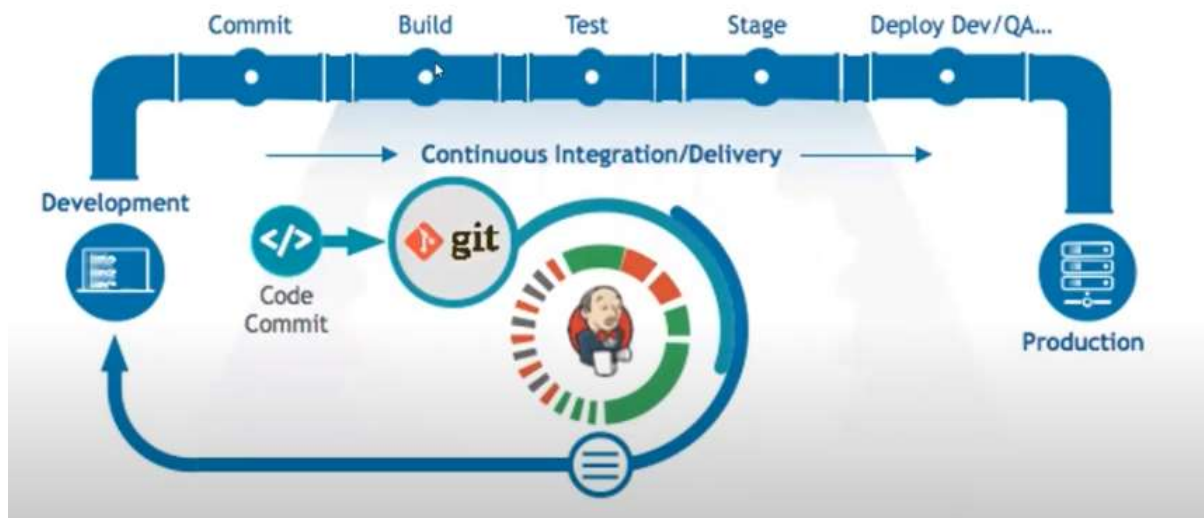 Commit
Build
Test
Stage
Deploy Dev/QA...
Continuous Integration/Delivery
Development
</>
git
Code
Commit
Production